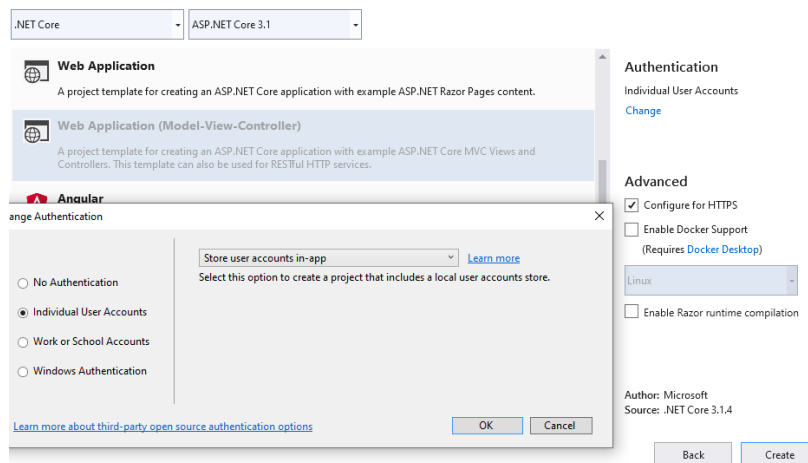 .NET Core
ASP.NET Core 3.1
Web Application
A project template for creating an ASP.NET Core application with example ASP.NET Razor Pages content.
Web Application (Model-View-Controller)
A project template for creating an ASP.NET Core application with example ASP.NET Core MVC Views and
Controllers. This template can also be used for RESTful HTTP services.
Angular
ange Authentication
Store user accounts in-app
Learn more
Select this option to create a project that includes a local user accounts store.
No Authentication
Individual User Accounts
Work or School Accounts
Windows Authentication
Learn more about third-party open source authentication options
OK
Cancel
Authentication
Individual User Accounts
Change
Advanced
Configure for HTTPS
Enable Docker Support
(Requires Docker Desktop)
Linux
Enable Razor runtime compilation
Author: Microsoft
Source: .NET Core 3.1.4
Back
Create